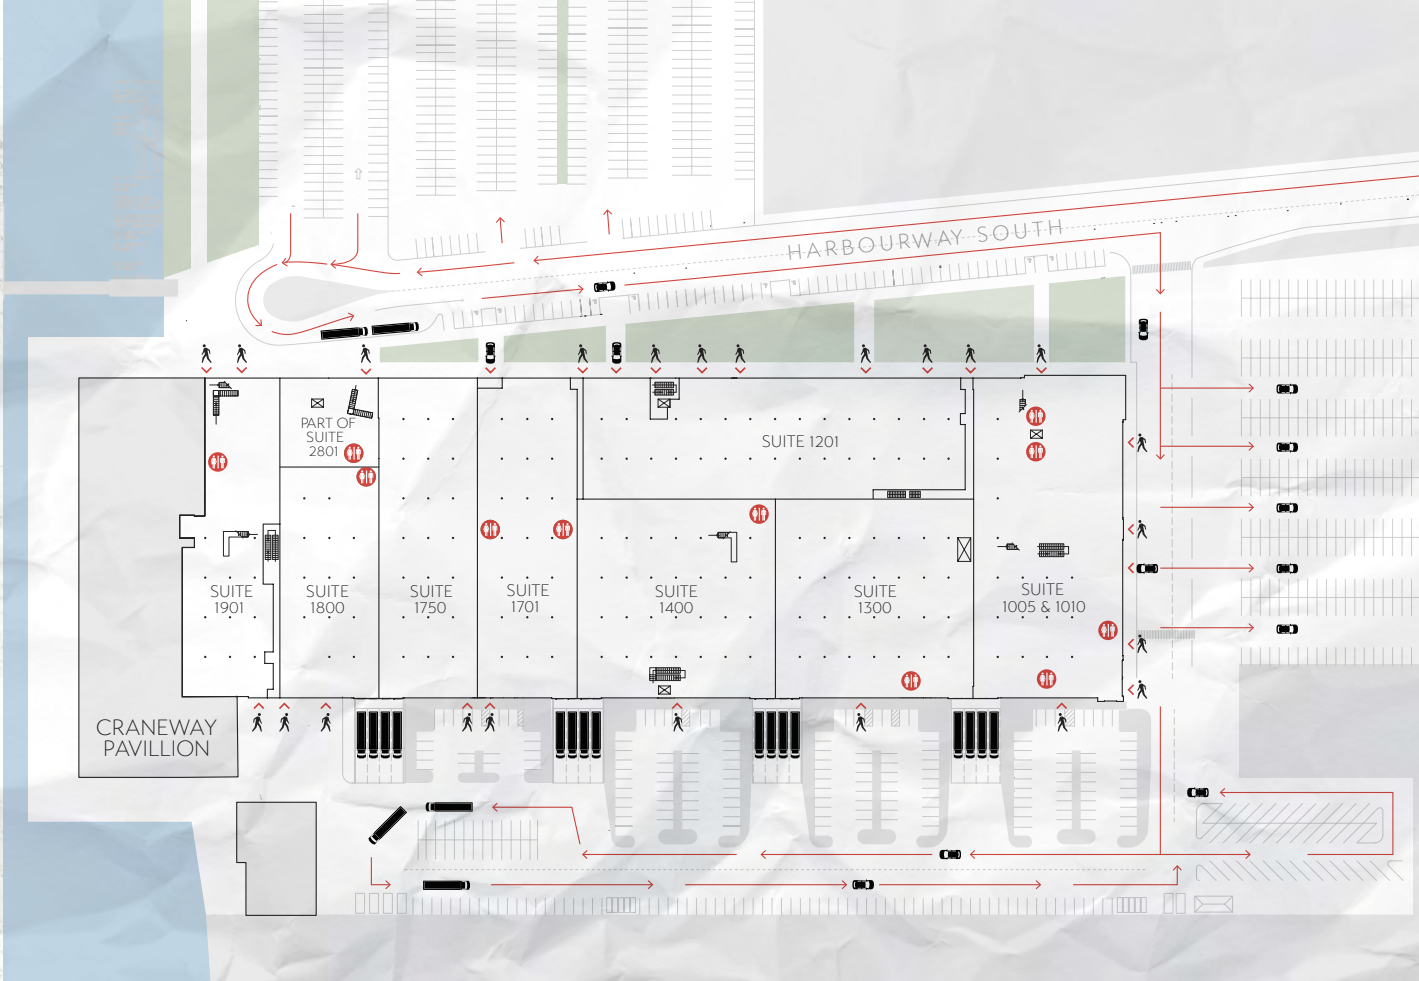 HARBOURWAY SOUTH
PART OF
SUITE
2801
SUITE 1201
SUITE
1901
SUITE
1800
SUITE
1750
SUITE
1701
SUITE
1400
SUITE
1300
SUITE
1005 & 1010
CRANEWAY
PAVILLION